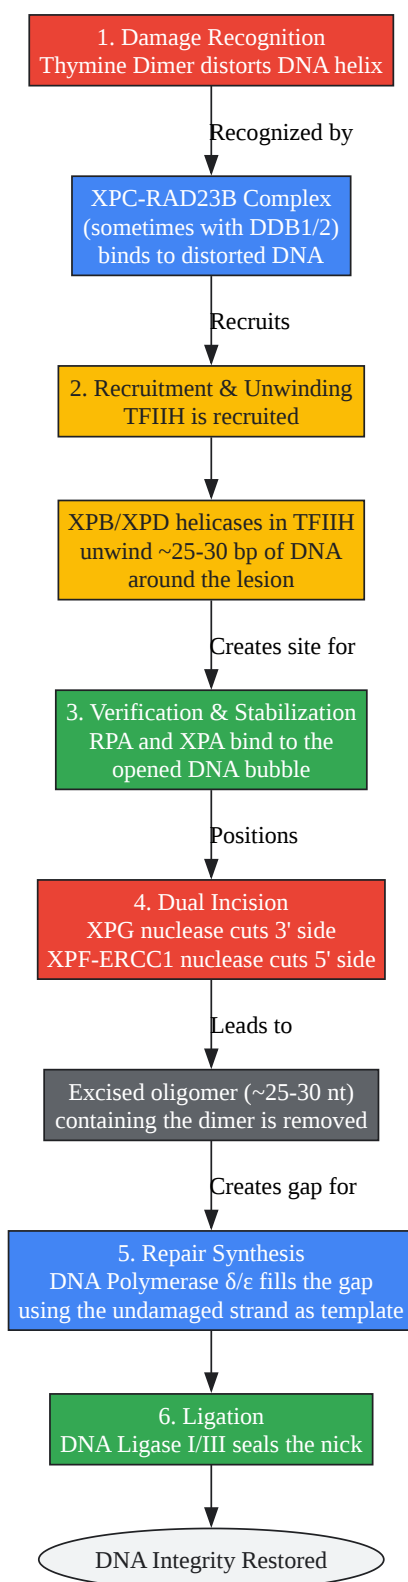 1. Damage Recognition
Thymine Dimer distorts DNA helix
Recognized by
XPC-RAD23B Complex
(sometimes with DDB1/2)
binds to distorted DNA
Recruits
2. Recruitment & Unwinding
TFIIH is recruited
XPB/XPD helicases in TFIIH
unwind ~25-30 bp of DNA
around the lesion
Creates site for
3. Verification & Stabilization
RPA and XPA bind to the
opened DNA bubble
Positions
4. Dual Incision
XPG nuclease cuts 3' side
XPF-ERCC1 nuclease cuts 5' side
Leads to
Excised oligomer (~25-30 nt)
containing the dimer is removed
Creates gap for
5. Repair Synthesis
DNA Polymerase δ/ε fills the gap
using the undamaged strand as template
6. Ligation
DNA Ligase I/III seals the nick
DNA Integrity Restored